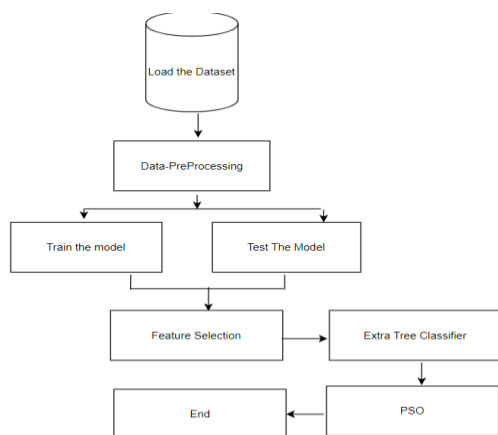 Load the Dataset
Data-PreProcessing
Train the model
Test The Model
Feature Selection
Extra Tree Classifier
End
PSO